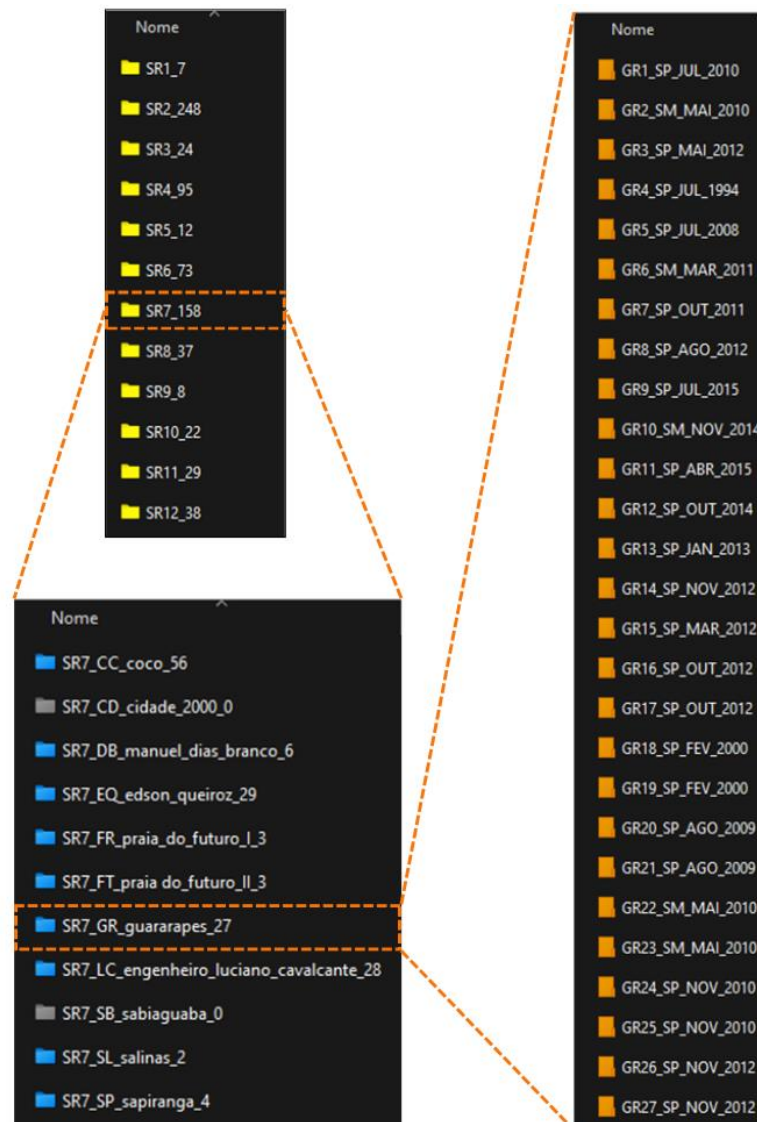 Nome
SR1_7
SR2_248
SR3_24
SR4_95
SR5_12
SR6_73
SR7_158
SR8_37
SR9_8
SR10_22
SR11_29
SR12_38
Nome
SR7_CC_coco_56
SR7_CD_cidade_2000_0
SR7_DB_manuel_dias_branco_6
SR7_EQ_edson_queiroz_29
SR7_FR_praia_do_futuro_I_3
SR7_FT_praia do_futuro_II_3
SR7_GR_guararapes_27
SR7_LC_engenheiro_luciano_cavalcante_28
SR7_SB_sabiaguaba_0
SR7_SL_salinas_2
SR7_SP_sapiranga_4
Nome
GR1_SP_JUL_2010
GR2_SM_MAI_2010
GR3_SP_MAI_2012
GR4_SP_JUL_1994
GR5_SP_JUL_2008
GR6_SM_MAR_2011
GR7_SP_OUT_2011
GR8_SP_AGO_2012
GR9_SP_JUL_2015
GR10_SM_NOV_2014
GR11_SP_ABR_2015
GR12_SP_OUT_2014
GR13_SP_JAN_2013
GR14_SP_NOV_2012
GR15_SP_MAR_2012
GR16_SP_OUT_2012
GR17_SP_OUT_2012
GR18_SP_FEV_2000
GR19_SP_FEV_2000
GR20_SP_AGO_2009
GR21_SP_AGO_2009
GR22_SM_MAI_2010
GR23_SM_MAI_2010
GR24_SP_NOV_2010
GR25_SP_NOV_2010
GR26_SP_NOV_2012
GR27_SP_NOV_2012